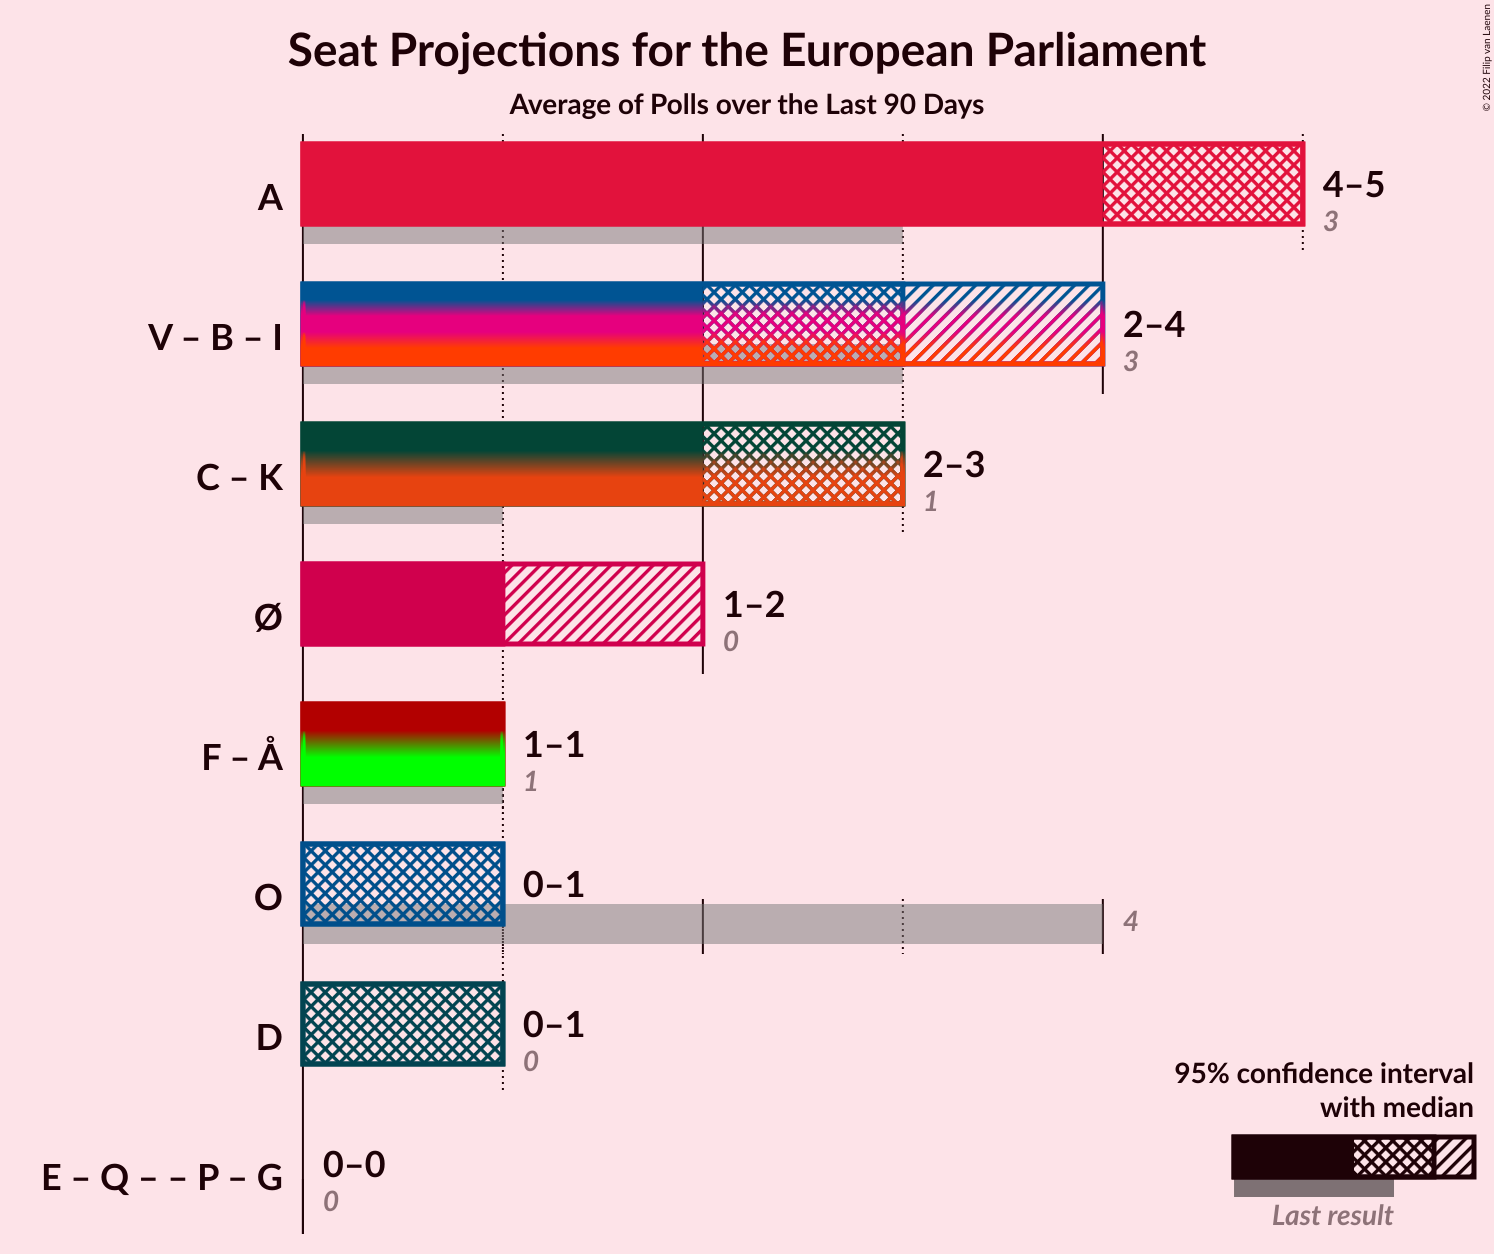 Seat Projections for the European Parliament
Average of Polls over the Last 90 Days
© 2022 Filip van Laenen
A
4–5
3
V – B – I
2–4
3
C – K
2–3
1
Ø
1–2
0
F – Å
1–1
1
O
0–1
4
D
0–1
0
E – Q – – P – G
0–0
0
95% confidence interval
with median
Last result